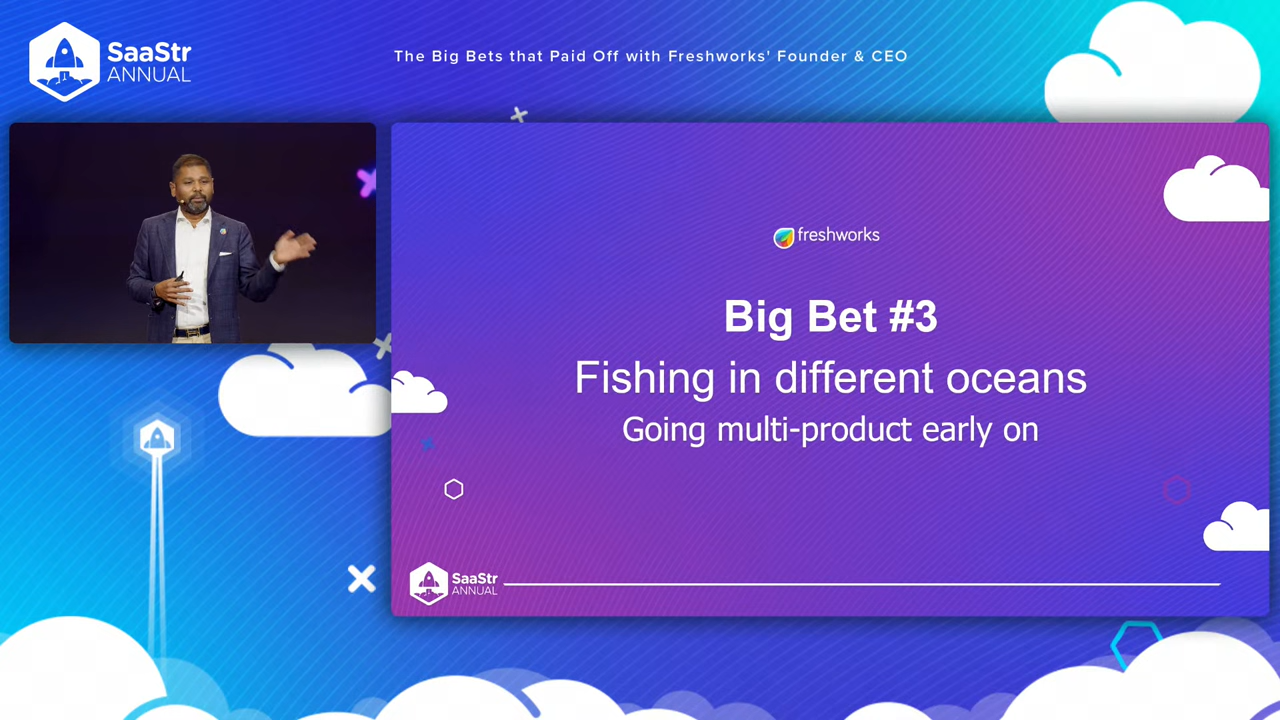 SaaStr
ANNUAL
The Big Bets that Paid Off with Freshworks' Founder & CEO
freshworks
Big Bet #3
Fishing in different oceans
Going multi-product early on
SaaStr
ANNUAL